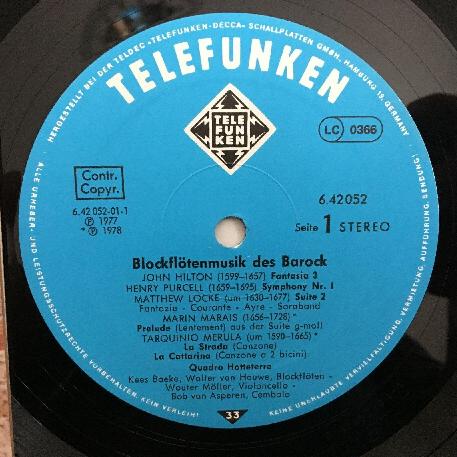 HERGESTELLT BEI DER TELDEC »TELEFUNKEN-DECCA« SCHALLPLATTEN GMBH, HAMBURG 19, GERMANY
TELEFUNKEN
TELE
FUN
KEN
LC 0366
Contr.
Copyr.
6.42 052-01-1
Ⓟ 1977
* Ⓟ 1978
6.42052
Seite 1 STEREO
Blockflötenmusik des Barock
JOHN HILTON (1599–1657) Fantasia 3
HENRY PURCELL (1659–1695) Symphony Nr. 1
MATTHEW LOCKE (um 1630–1677) Suite 2
Fantazia - Courante - Ayre - Saraband
MARIN MARAIS (1656–1728) *
Prelude (Lentement) aus der Suite g-moll
TARQUINIO MERULA (um 1590–1665) *
La Strada (Canzone)
La Cattarina (Canzone a 2 bicini)
Quadro Hotteterre
Kees Boeke, Walter van Hauwe, Blockflöten -
Wouter Möller, Violoncello -
Bob van Asperen, Cembalo
33
ALLE URHEBER- UND LEISTUNGSSCHUTZRECHTE VORBEHALTEN. KEIN VERLEIH!
KEINE UNERLAUBTE VERVIELFÄLTIGUNG, VERMIETUNG, AUFFÜHRUNG, SENDUNG!